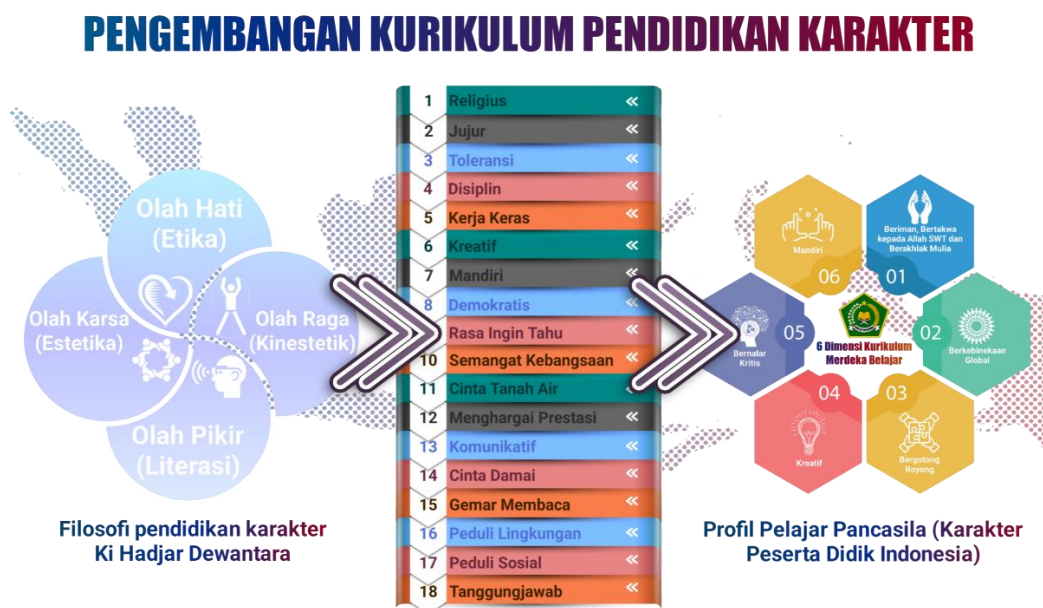 PENGEMBANGAN KURIKULUM PENDIDIKAN KARAKTER
Olah Hati
(Etika)
Olah Karsa
(Estetika)
Olah Raga
(Kinestetik)
Olah Pikir
(Literasi)
Filosofi pendidikan karakter
Ki Hadjar Dewantara
1 Religius
2 Jujur
3 Toleransi
4 Disiplin
5 Kerja Keras
6 Kreatif
7 Mandiri
8 Demokratis
Rasa Ingin Tahu
10 Semangat Kebangsaan
11 Cinta Tanah Air
12 Menghargai Prestasi
13 Komunikatif
14 Cinta Damai
15 Gemar Membaca
16 Peduli Lingkungan
17 Peduli Sosial
18 Tanggungjawab
Beriman, Bertakwa
kepada Allah SWT dan
Berakhlak Mulia
01
02
Berkebinekaan
Global
03
Bergotong
Royong
04
Kreatif
05
Bernalar
Kritis
06
Mandiri
6 Dimensi Kurikulum
Merdeka Belajar
Profil Pelajar Pancasila (Karakter
Peserta Didik Indonesia)